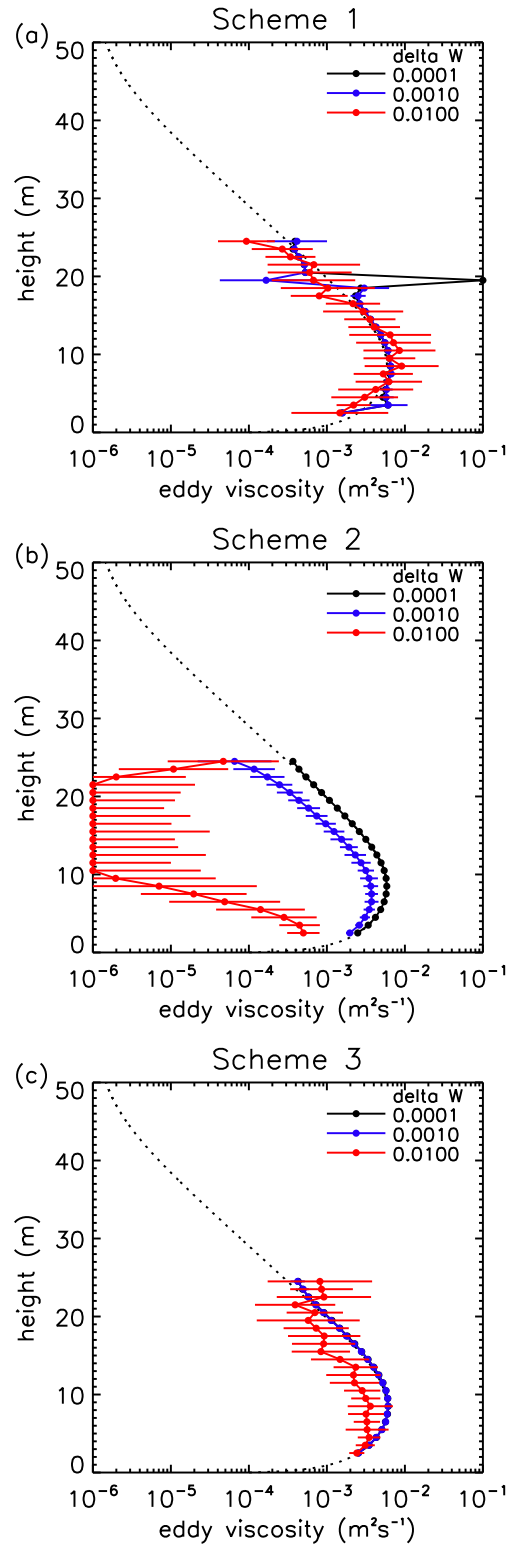 (a) Scheme 1
delta W
0.0001
0.0010
0.0100
50
40
30
20
10
0
height (m)
10⁻⁶ 10⁻⁵ 10⁻⁴ 10⁻³ 10⁻² 10⁻¹
eddy viscosity (m²s⁻¹)
(b) Scheme 2
delta W
0.0001
0.0010
0.0100
50
40
30
20
10
0
height (m)
10⁻⁶ 10⁻⁵ 10⁻⁴ 10⁻³ 10⁻² 10⁻¹
eddy viscosity (m²s⁻¹)
(c) Scheme 3
delta W
0.0001
0.0010
0.0100
50
40
30
20
10
0
height (m)
10⁻⁶ 10⁻⁵ 10⁻⁴ 10⁻³ 10⁻² 10⁻¹
eddy viscosity (m²s⁻¹)